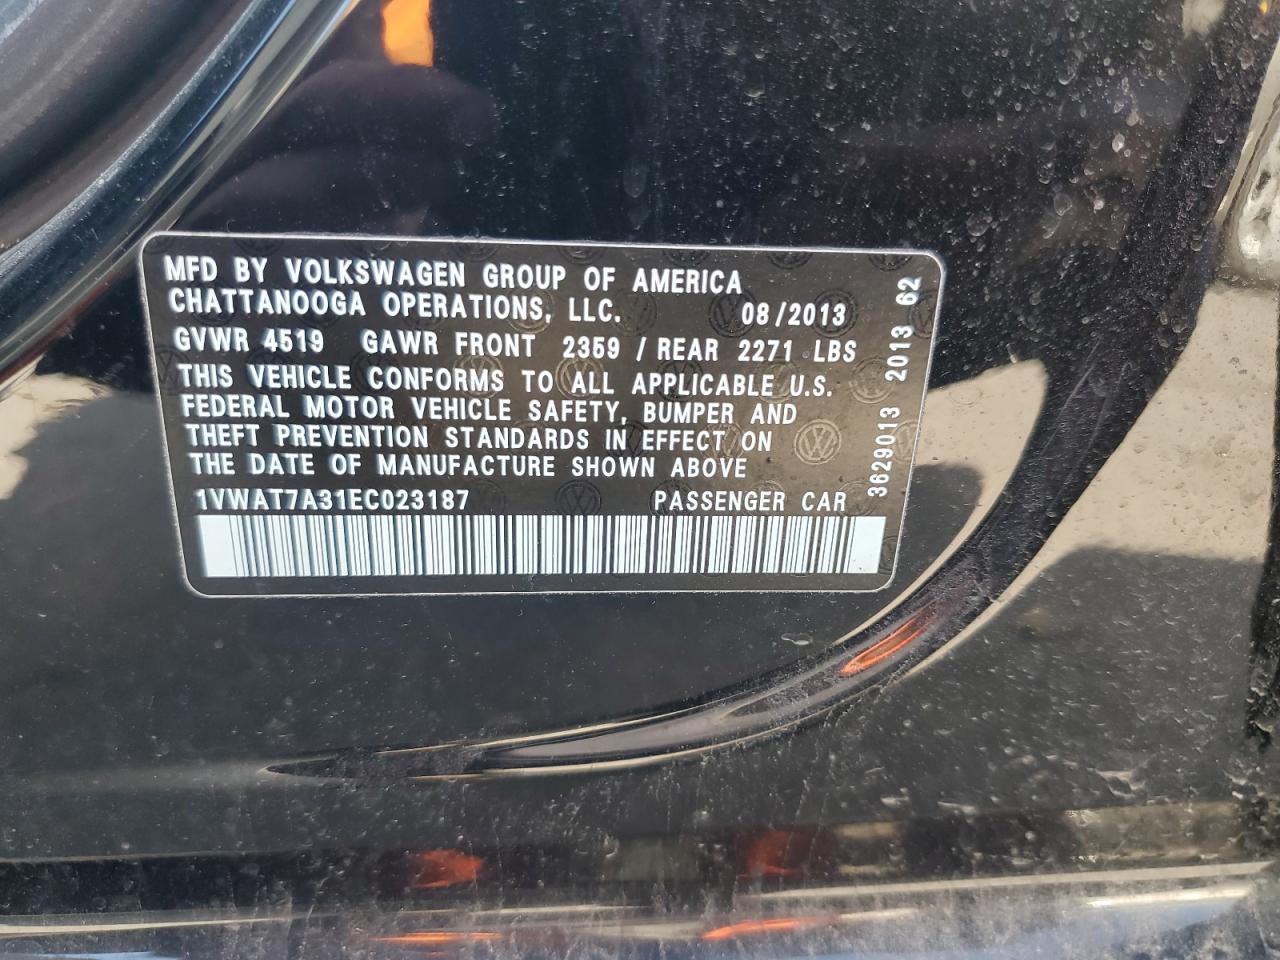 MFD BY VOLKSWAGEN GROUP OF AMERICA
CHATTANOOGA OPERATIONS, LLC. 08/2013
GVWR 4519 GAWR FRONT 2359 / REAR 2271 LBS
THIS VEHICLE CONFORMS TO ALL APPLICABLE U.S.
FEDERAL MOTOR VEHICLE SAFETY, BUMPER AND
THEFT PREVENTION STANDARDS IN EFFECT ON
THE DATE OF MANUFACTURE SHOWN ABOVE
1VWAT7A31EC023187 PASSENGER CAR
3629013 2013 62